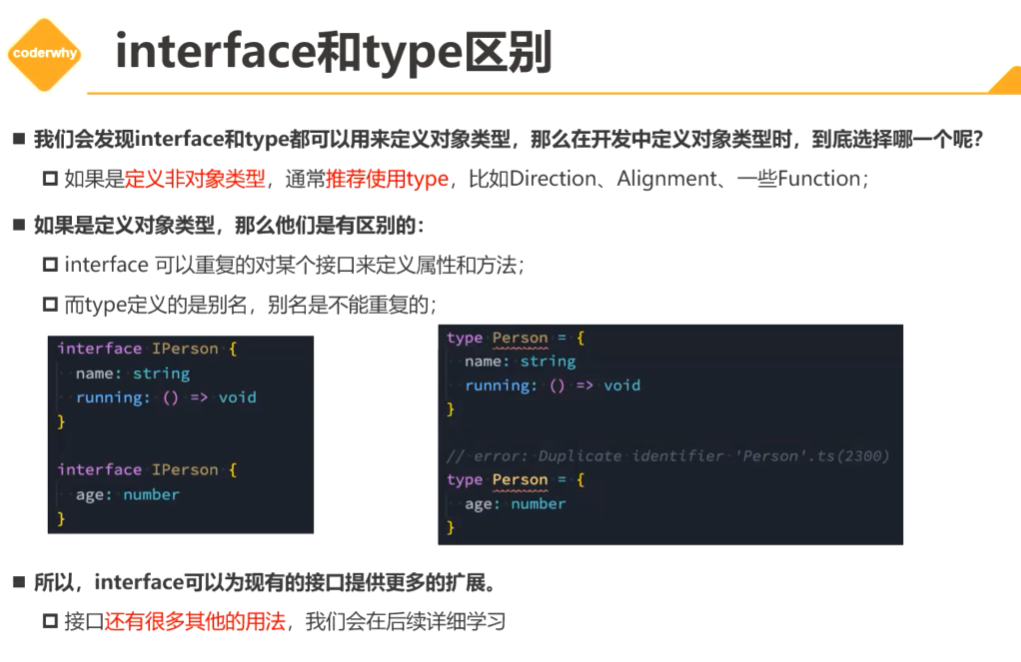 coderwhy
interface和type区别
我们会发现interface和type都可以用来定义对象类型，那么在开发中定义对象类型时，到底选择哪一个呢？
如果是定义非对象类型，通常推荐使用type，比如Direction、Alignment、一些Function；
如果是定义对象类型，那么他们是有区别的：
interface 可以重复的对某个接口来定义属性和方法；
而type定义的是别名，别名是不能重复的；
interface IPerson {
name: string
running: () => void
}
interface IPerson {
age: number
}
type Person = {
name: string
running: () => void
}
// error: Duplicate identifier 'Person'.ts(2300)
type Person = {
age: number
}
所以，interface可以为现有的接口提供更多的扩展。
接口还有很多其他的用法，我们会在后续详细学习